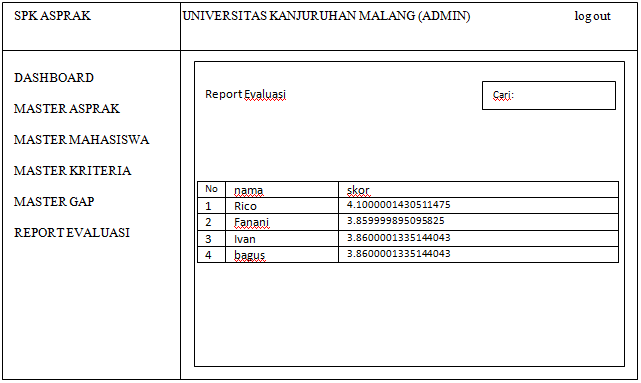 SPK ASPRAK
UNIVERSITAS KANJURUHAN MALANG (ADMIN) log out
DASHBOARD
MASTER ASPRAK
MASTER MAHASISWA
MASTER KRITERIA
MASTER GAP
REPORT EVALUASI
Report Evaluasi
Cari:
No nama skor
1 Rico 4.1000001430511475
2 Fanani 3.859999895095825
3 Ivan 3.8600001335144043
4 bagus 3.8600001335144043